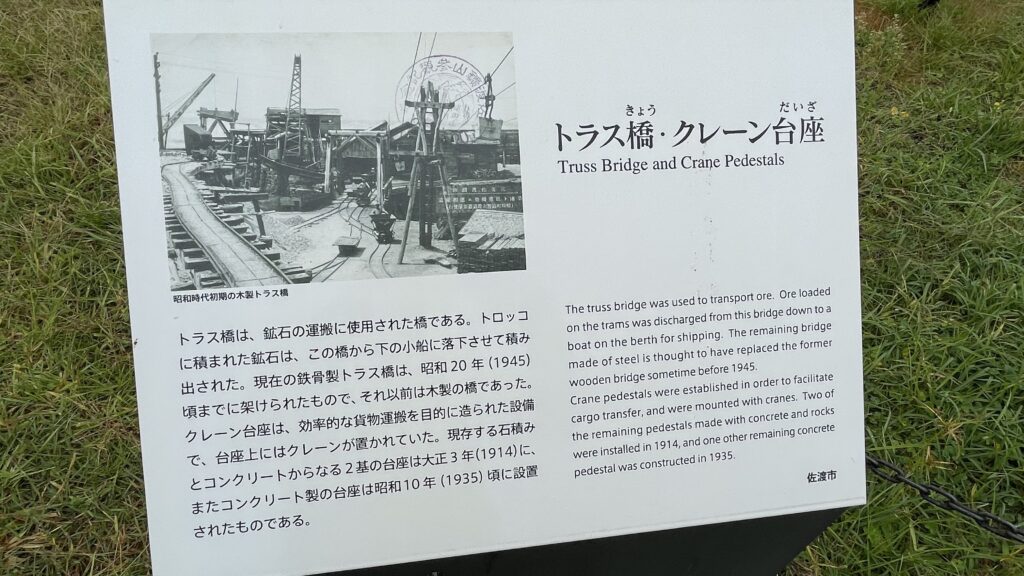 きょう だいざ
トラス橋・クレーン台座
Truss Bridge and Crane Pedestals
昭和時代初期の木製トラス橋
トラス橋は、鉱石の運搬に使用された橋である。トロッコ
に積まれた鉱石は、この橋から下の小船に落下させて積み
出された。現在の鉄骨製トラス橋は、昭和20年(1945)
頃までに架けられたもので、それ以前は木製の橋であった。
クレーン台座は、効率的な貨物運搬を目的に造られた設備
で、台座上にはクレーンが置かれていた。現存する石積み
とコンクリートからなる2基の台座は大正3年(1914)に、
またコンクリート製の台座は昭和10年(1935)頃に設置
されたものである。
The truss bridge was used to transport ore. Ore loaded
on the trams was discharged from this bridge down to a
boat on the berth for shipping. The remaining bridge
made of steel is thought to have replaced the former
wooden bridge sometime before 1945.
Crane pedestals were established in order to facilitate
cargo transfer, and were mounted with cranes. Two of
the remaining pedestals made with concrete and rocks
were installed in 1914, and one other remaining concrete
pedestal was constructed in 1935.
佐渡市